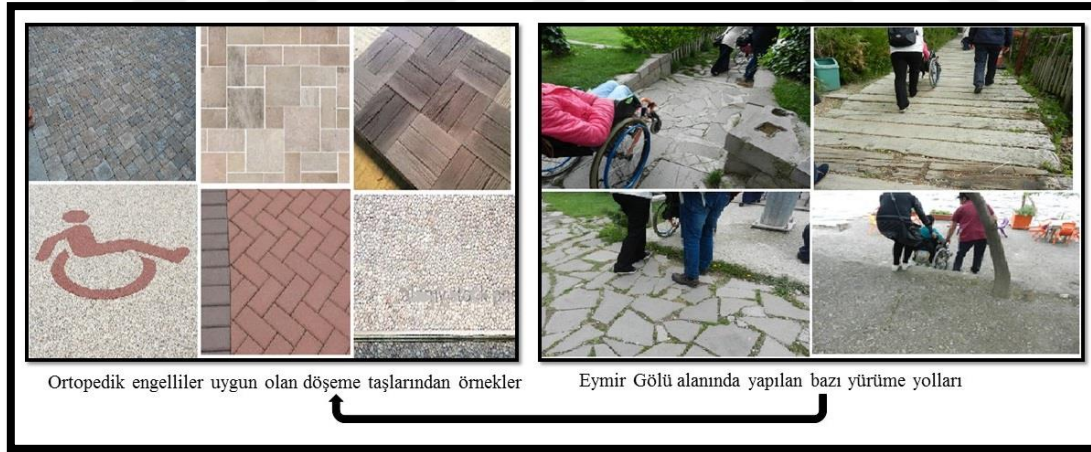 Ortopedik engelliler uygun olan döşeme taşlarından örnekler
Eymir Gölü alanında yapılan bazı yürüme yolları